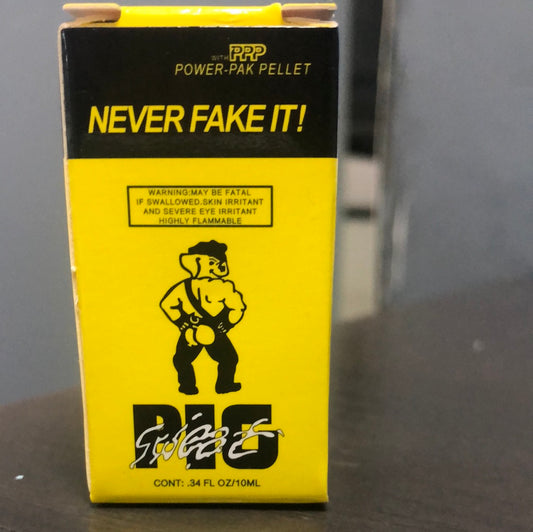 WITH PPP
POWER-PAK PELLET
NEVER FAKE IT!
WARNING:MAY BE FATAL
IF SWALLOWED.SKIN IRRITANT
AND SEVERE EYE IRRITANT
HIGHLY FLAMMABLE
PIG
Sweat
CONT: .34 FL OZ/10ML